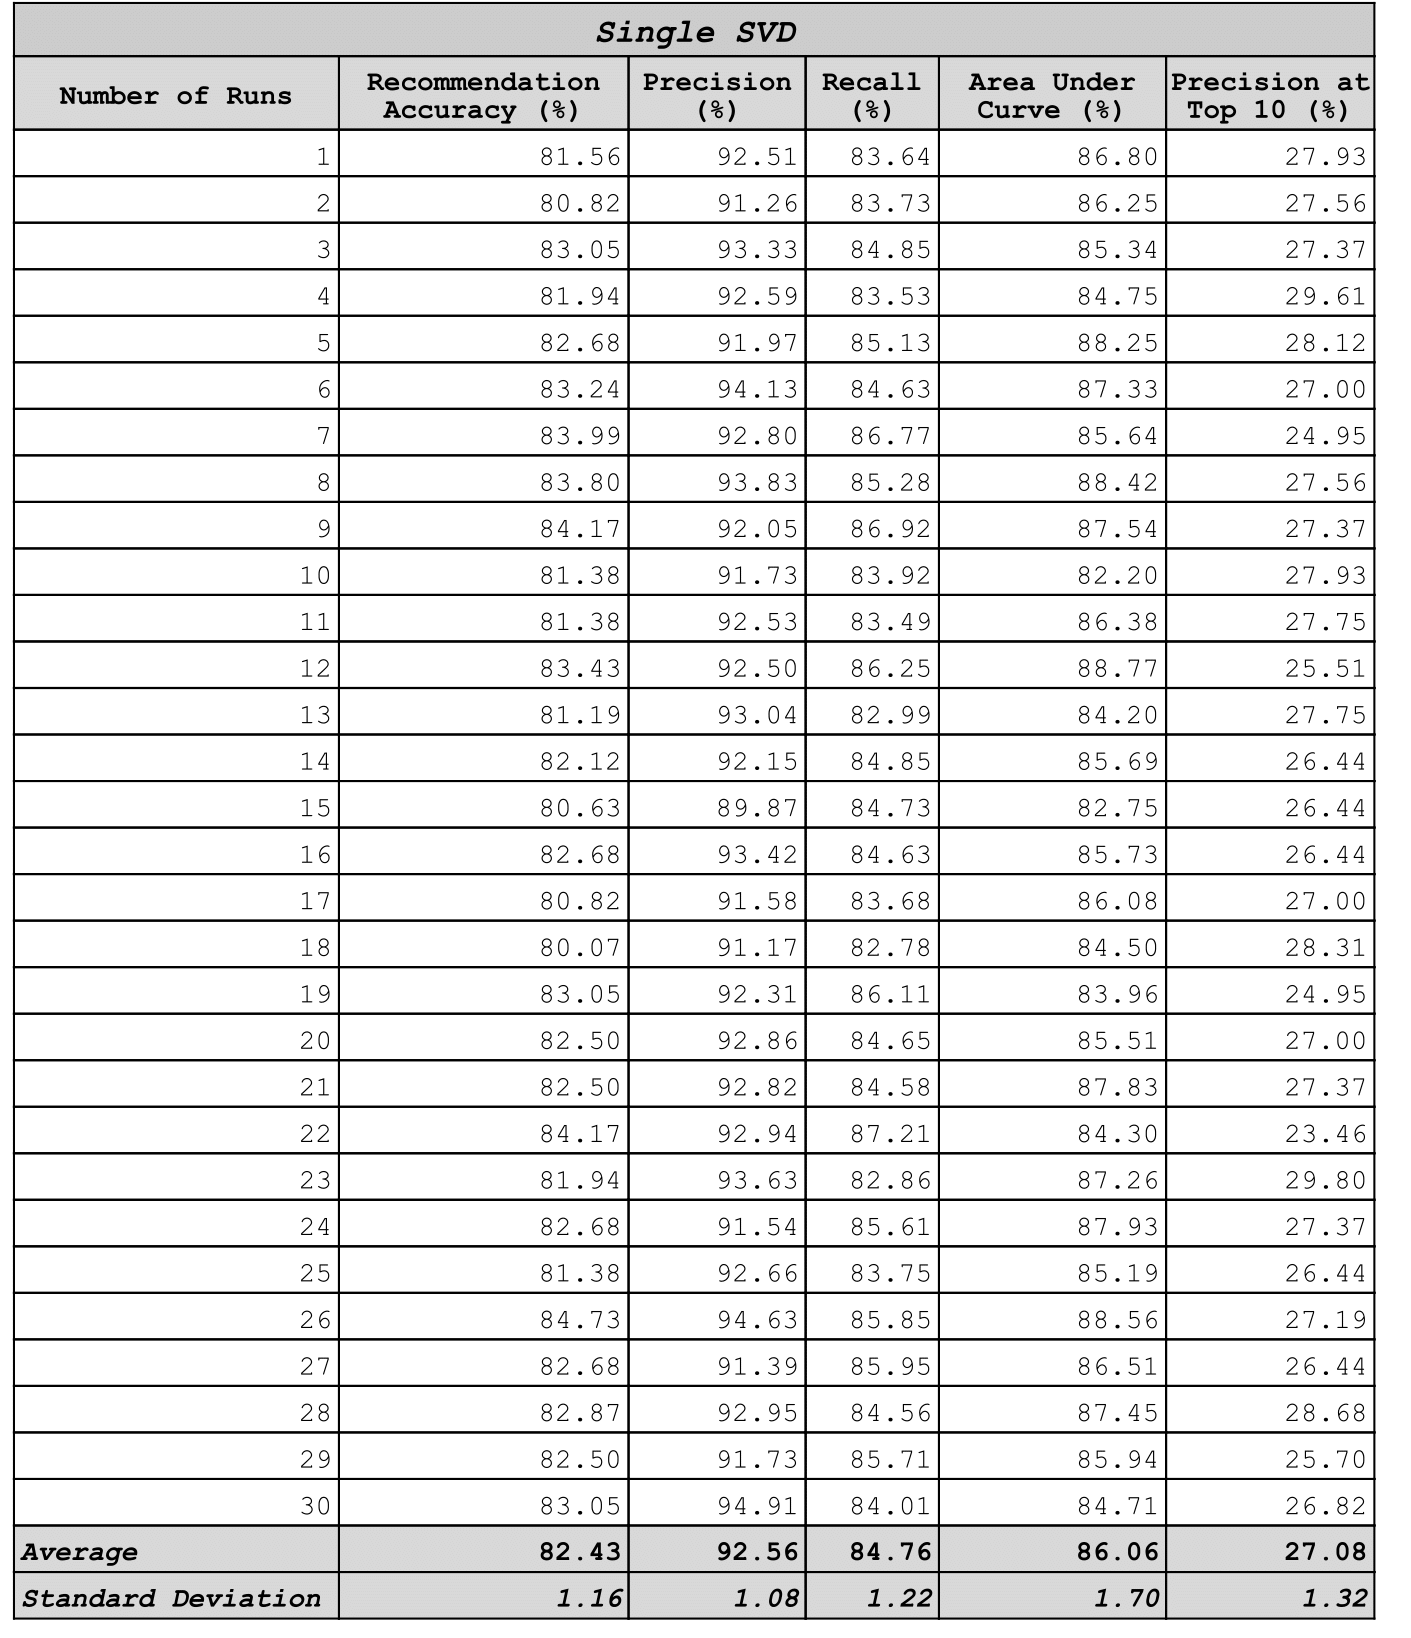 Single SVD
Number of Runs Recommendation Accuracy (%) Precision (%) Recall (%) Area Under Curve (%) Precision at Top 10 (%)
1 81.56 92.51 83.64 86.80 27.93
2 80.82 91.26 83.73 86.25 27.56
3 83.05 93.33 84.85 85.34 27.37
4 81.94 92.59 83.53 84.75 29.61
5 82.68 91.97 85.13 88.25 28.12
6 83.24 94.13 84.63 87.33 27.00
7 83.99 92.80 86.77 85.64 24.95
8 83.80 93.83 85.28 88.42 27.56
9 84.17 92.05 86.92 87.54 27.37
10 81.38 91.73 83.92 82.20 27.93
11 81.38 92.53 83.49 86.38 27.75
12 83.43 92.50 86.25 88.77 25.51
13 81.19 93.04 82.99 84.20 27.75
14 82.12 92.15 84.85 85.69 26.44
15 80.63 89.87 84.73 82.75 26.44
16 82.68 93.42 84.63 85.73 26.44
17 80.82 91.58 83.68 86.08 27.00
18 80.07 91.17 82.78 84.50 28.31
19 83.05 92.31 86.11 83.96 24.95
20 82.50 92.86 84.65 85.51 27.00
21 82.50 92.82 84.58 87.83 27.37
22 84.17 92.94 87.21 84.30 23.46
23 81.94 93.63 82.86 87.26 29.80
24 82.68 91.54 85.61 87.93 27.37
25 81.38 92.66 83.75 85.19 26.44
26 84.73 94.63 85.85 88.56 27.19
27 82.68 91.39 85.95 86.51 26.44
28 82.87 92.95 84.56 87.45 28.68
29 82.50 91.73 85.71 85.94 25.70
30 83.05 94.91 84.01 84.71 26.82
Average 82.43 92.56 84.76 86.06 27.08
Standard Deviation 1.16 1.08 1.22 1.70 1.32